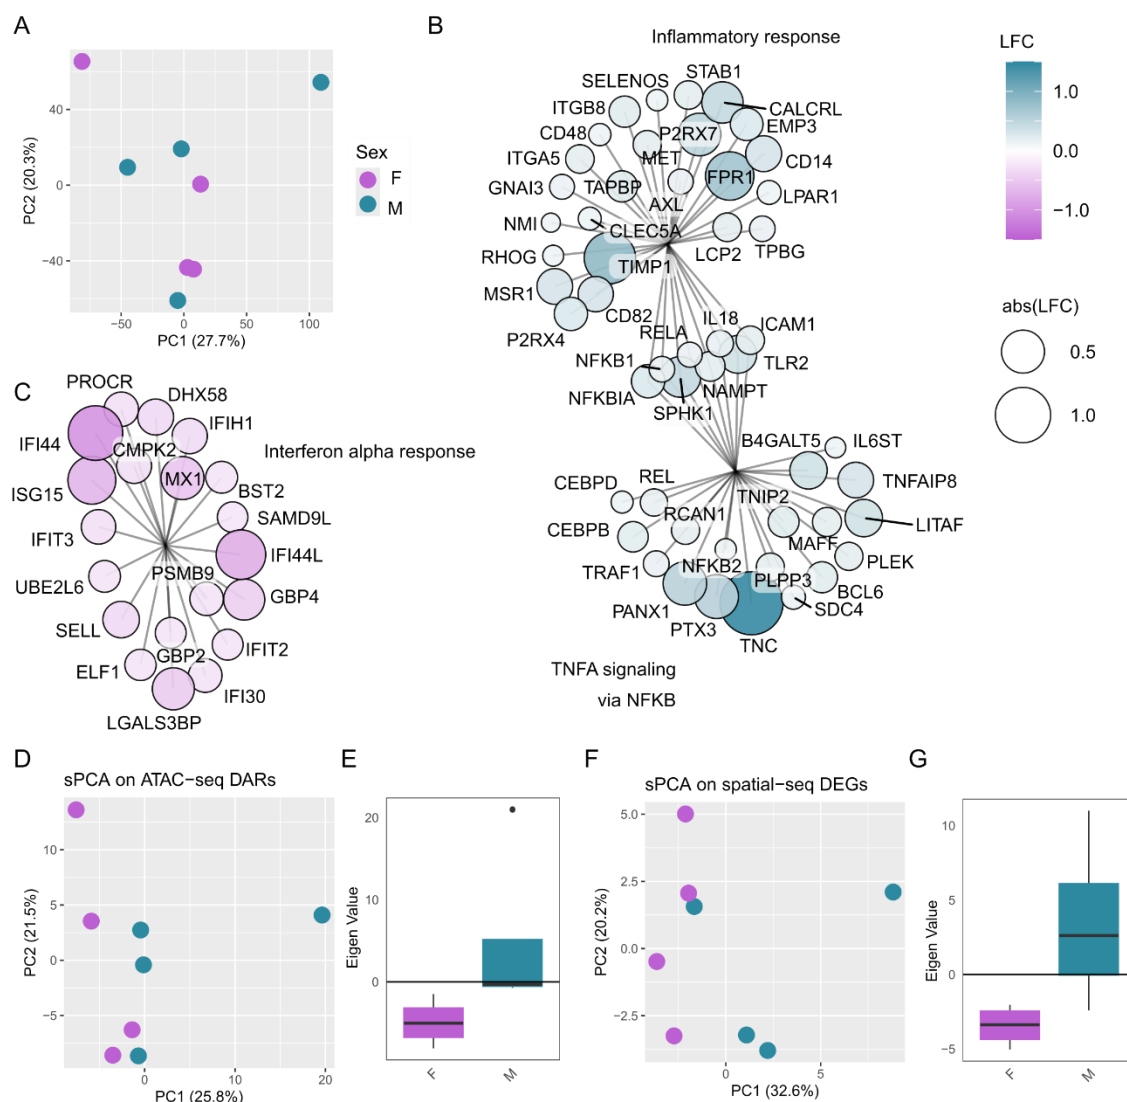 A
40
0
−40
PC2 (20.3%)
−50
0
50
100
PC1 (27.7%)
Sex
F
M
B
Inflammatory response
SELENOS
STAB1
ITGB8
CALCRL
CD48
P2RX7
EMP3
ITGA5
MET
CD14
GNAI3
TAPBP
FPR1
AXL
LPAR1
NMI
CLEC5A
LCP2
TPBG
RHOG
TIMP1
MSR1
CD82
P2RX4
RELA
IL18
ICAM1
NFKB1
TLR2
NFKBIA
SPHK1
NAMPT
B4GALT5
IL6ST
CEBPD
REL
TNIP2
TNFAIP8
CEBPB
RCAN1
LITAF
MAFF
PLEK
TRAF1
NFKB2
PLPP3
BCL6
PANX1
SDC4
PTX3
TNC
TNFA signaling
via NFKB
LFC
1.0
0.0
−1.0
abs(LFC)
0.5
1.0
C
PROCR
DHX58
IFI44
CMPK2
IFIH1
Interferon alpha response
ISG15
MX1
BST2
IFIT3
SAMD9L
IFI44L
UBE2L6
PSMB9
GBP4
SELL
GBP2
IFIT2
ELF1
IFI30
LGALS3BP
D
sPCA on ATAC−seq DARs
10
5
0
−5
PC2 (21.5%)
0
10
20
PC1 (25.8%)
E
20
10
0
Eigen Value
F
M
F
sPCA on spatial−seq DEGs
5.0
2.5
0.0
−2.5
PC2 (20.2%)
0
5
PC1 (32.6%)
G
10
5
0
−5
Eigen Value
F
M